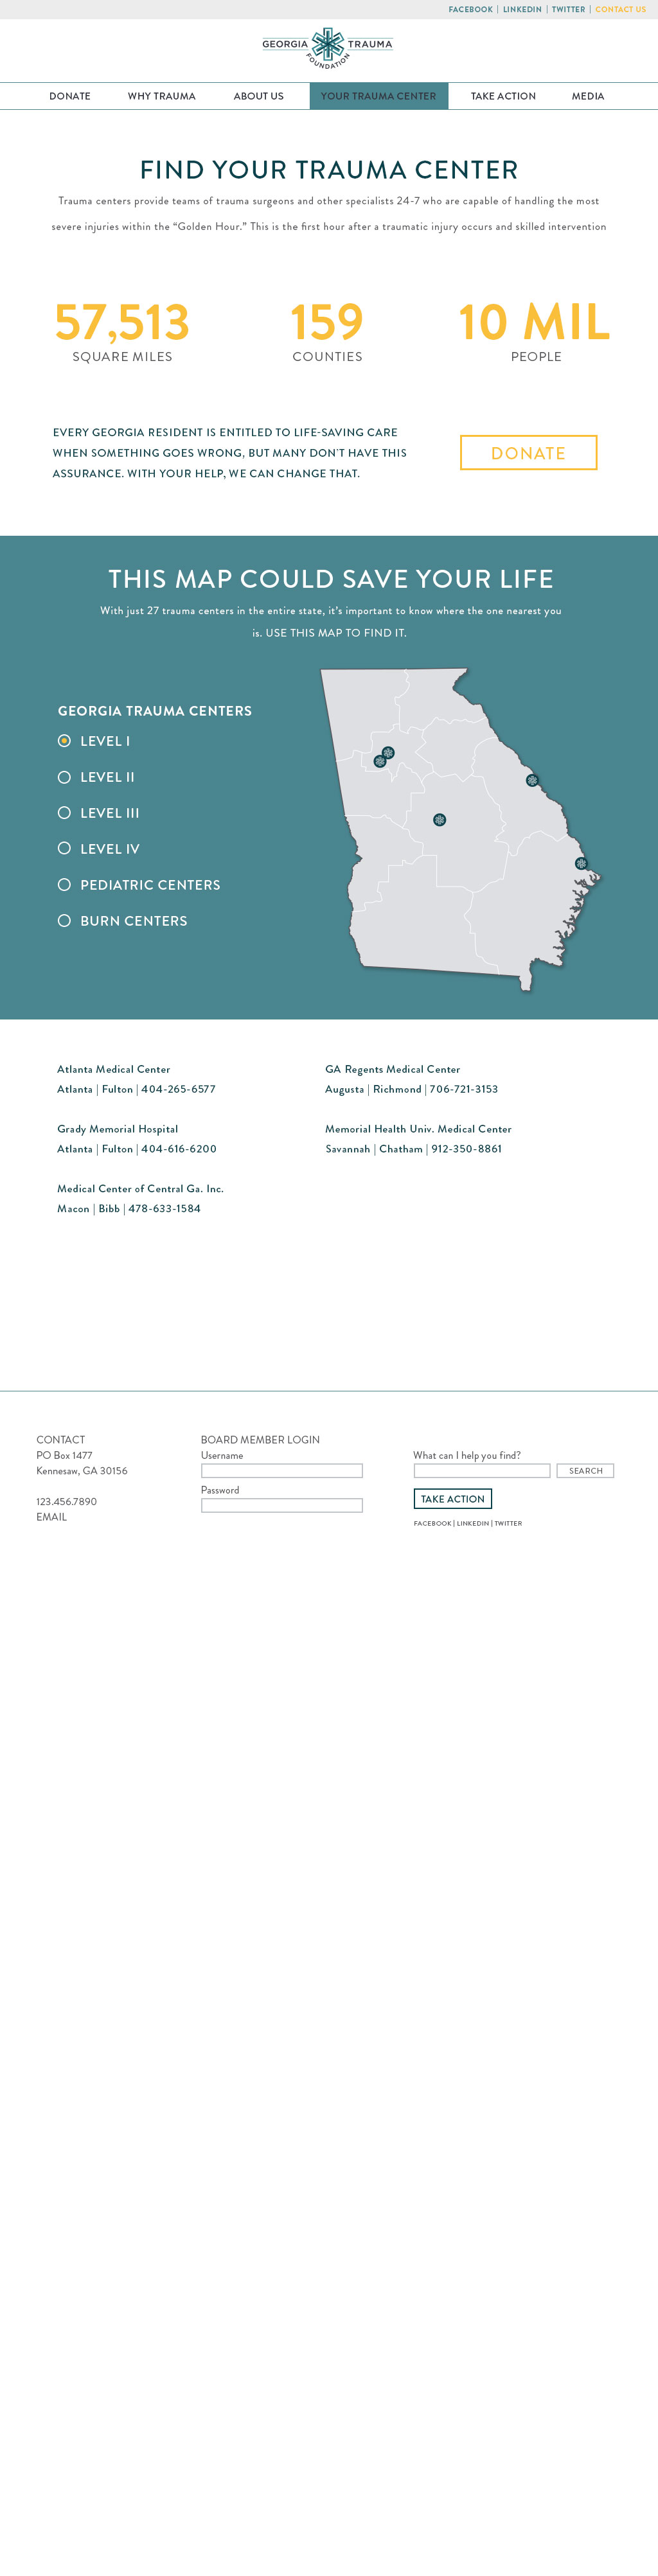 FACEBOOK | LINKEDIN | TWITTER | CONTACT US
GEORGIA TRAUMA
FOUNDATION
DONATE WHY TRAUMA ABOUT US YOUR TRAUMA CENTER TAKE ACTION MEDIA
FIND YOUR TRAUMA CENTER
Trauma centers provide teams of trauma surgeons and other specialists 24-7 who are capable of handling the most
severe injuries within the “Golden Hour.” This is the first hour after a traumatic injury occurs and skilled intervention
57,513 159 10 MIL
SQUARE MILES COUNTIES PEOPLE
EVERY GEORGIA RESIDENT IS ENTITLED TO LIFE-SAVING CARE
WHEN SOMETHING GOES WRONG, BUT MANY DON'T HAVE THIS
ASSURANCE. WITH YOUR HELP, WE CAN CHANGE THAT.
DONATE
THIS MAP COULD SAVE YOUR LIFE
With just 27 trauma centers in the entire state, it's important to know where the one nearest you
is. USE THIS MAP TO FIND IT.
GEORGIA TRAUMA CENTERS
LEVEL I
LEVEL II
LEVEL III
LEVEL IV
PEDIATRIC CENTERS
BURN CENTERS
Atlanta Medical Center
Atlanta | Fulton | 404-265-6577
Grady Memorial Hospital
Atlanta | Fulton | 404-616-6200
Medical Center of Central Ga. Inc.
Macon | Bibb | 478-633-1584
GA Regents Medical Center
Augusta | Richmond | 706-721-3153
Memorial Health Univ. Medical Center
Savannah | Chatham | 912-350-8861
CONTACT
PO Box 1477
Kennesaw, GA 30156
123.456.7890
EMAIL
BOARD MEMBER LOGIN
Username
Password
What can I help you find?
SEARCH
TAKE ACTION
FACEBOOK | LINKEDIN | TWITTER